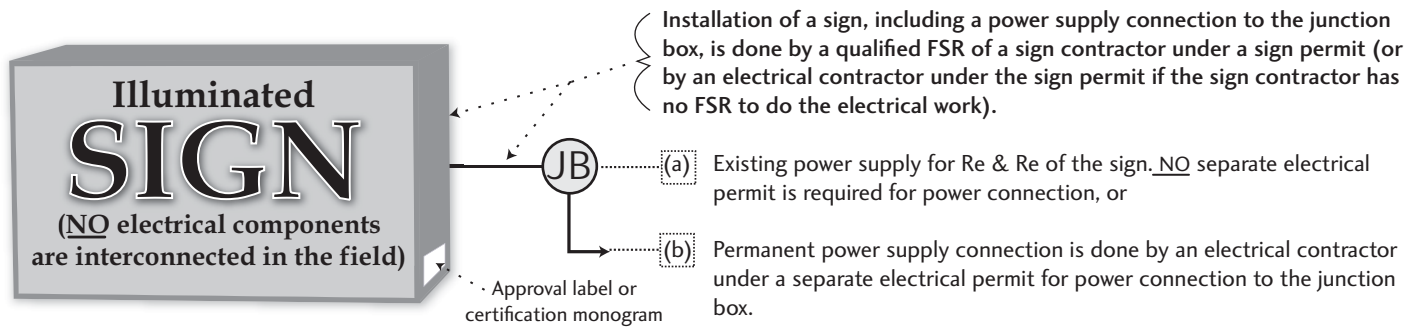 Illuminated
SIGN
(NO electrical components
are interconnected in the field)
Installation of a sign, including a power supply connection to the junction
box, is done by a qualified FSR of a sign contractor under a sign permit (or
by an electrical contractor under the sign permit if the sign contractor has
no FSR to do the electrical work).
JB
(a) Existing power supply for Re & Re of the sign. NO separate electrical
permit is required for power connection, or
(b) Permanent power supply connection is done by an electrical contractor
under a separate electrical permit for power connection to the junction
box.
Approval label or
certification monogram